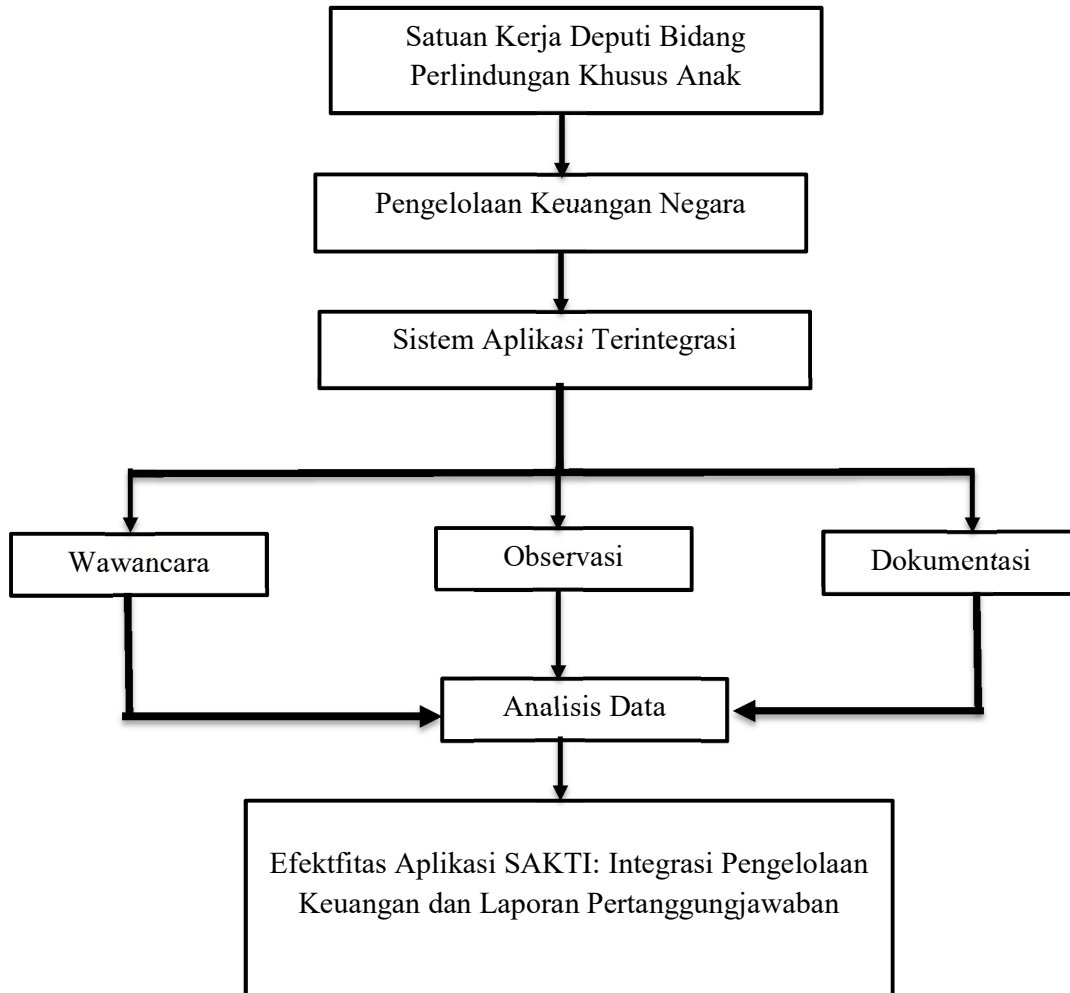 Satuan Kerja Deputi Bidang
Perlindungan Khusus Anak
Pengelolaan Keuangan Negara
Sistem Aplikasi Terintegrasi
Wawancara
Observasi
Dokumentasi
Analisis Data
Efektfitas Aplikasi SAKTI: Integrasi Pengelolaan
Keuangan dan Laporan Pertanggungjawaban